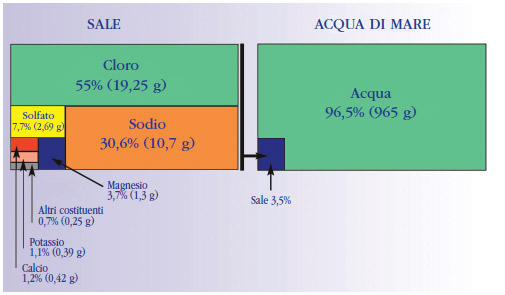 SALE
ACQUA DI MARE
Cloro
55% (19,25 g)
Solfato
7,7% (2,69 g)
Sodio
30,6% (10,7 g)
Acqua
96,5% (965 g)
Magnesio
3,7% (1,3 g)
Sale 3,5%
Altri costituenti
0,7% (0,25 g)
Potassio
1,1% (0,39 g)
Calcio
1,2% (0,42 g)